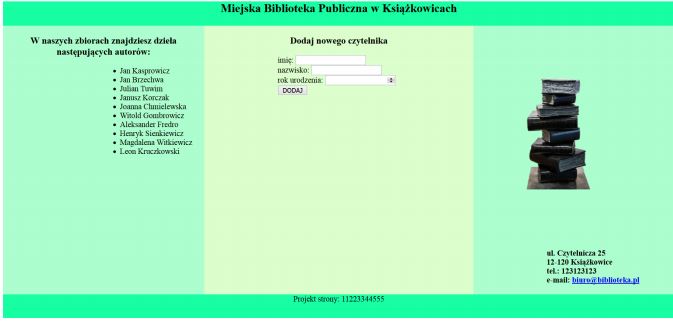 Miejska Biblioteka Publiczna w Książkowicach
W naszych zbiorach znajdziesz dzieła
następujących autorów:
Jan Kasprowicz
Jan Brzechwa
Julian Tuwim
Janusz Korczak
Joanna Chmielewska
Witold Gombrowicz
Aleksander Fredro
Henryk Sienkiewicz
Magdalena Witkiewicz
Leon Kruczkowski
Dodaj nowego czytelnika
imię:
nazwisko:
rok urodzenia:
DODAJ
ul. Czytelnicza 25
12-120 Książkowice
tel.: 123123123
e-mail: biuro@biblioteka.pl
Projekt strony: 11223344555